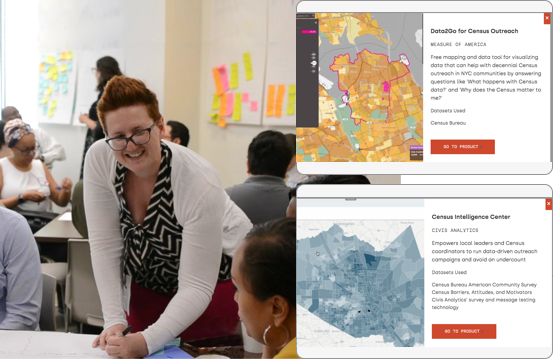 Data2Go for Census Outreach
MEASURE OF AMERICA
Free mapping and data tool for visualizing
data that can help with decennial Census
outreach in NYC communities by answering
questions like 'What happens with Census
data?' and 'Why does the Census matter to
me?'
Datasets Used
Census Bureau
GO TO PRODUCT
Census Intelligence Center
CIVIS ANALYTICS
Empowers local leaders and Census
coordinators to run data-driven outreach
campaigns and avoid an undercount
Datasets Used
Census Bureau American Community Survey
Census Barriers, Attitudes, and Motivators
Civis Analytics' survey and message testing
technology
GO TO PRODUCT